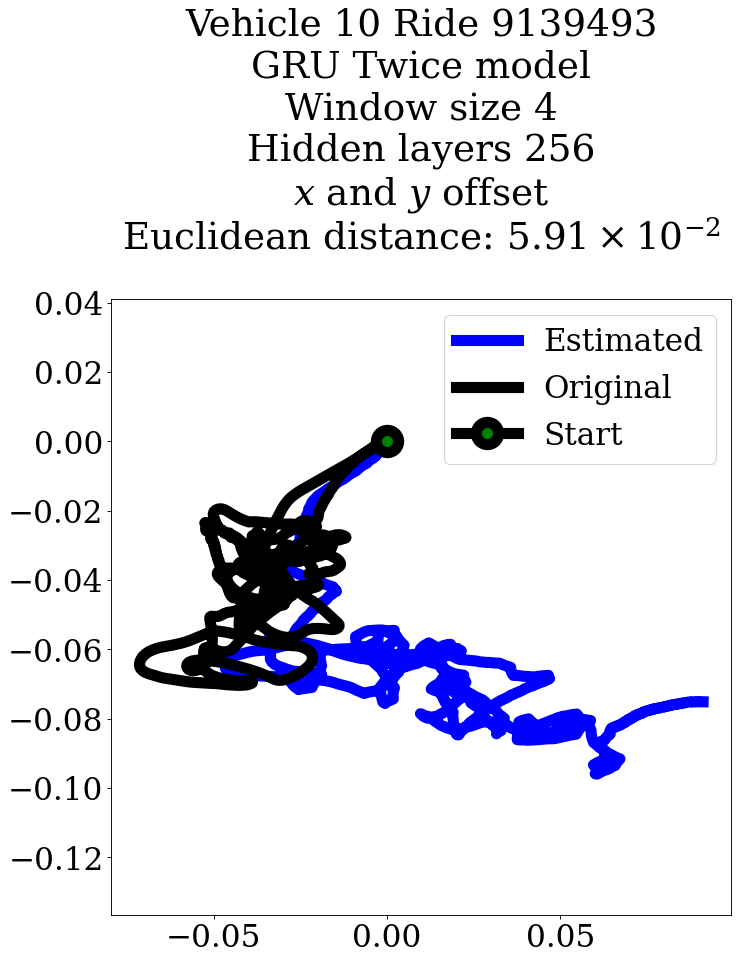 Vehicle 10 Ride 9139493
GRU Twice model
Window size 4
Hidden layers 256
x and y offset
Euclidean distance: 5.91 × 10⁻²
0.04
0.02
0.00
−0.02
−0.04
−0.06
−0.08
−0.10
−0.12
Estimated
Original
Start
−0.05 0.00 0.05